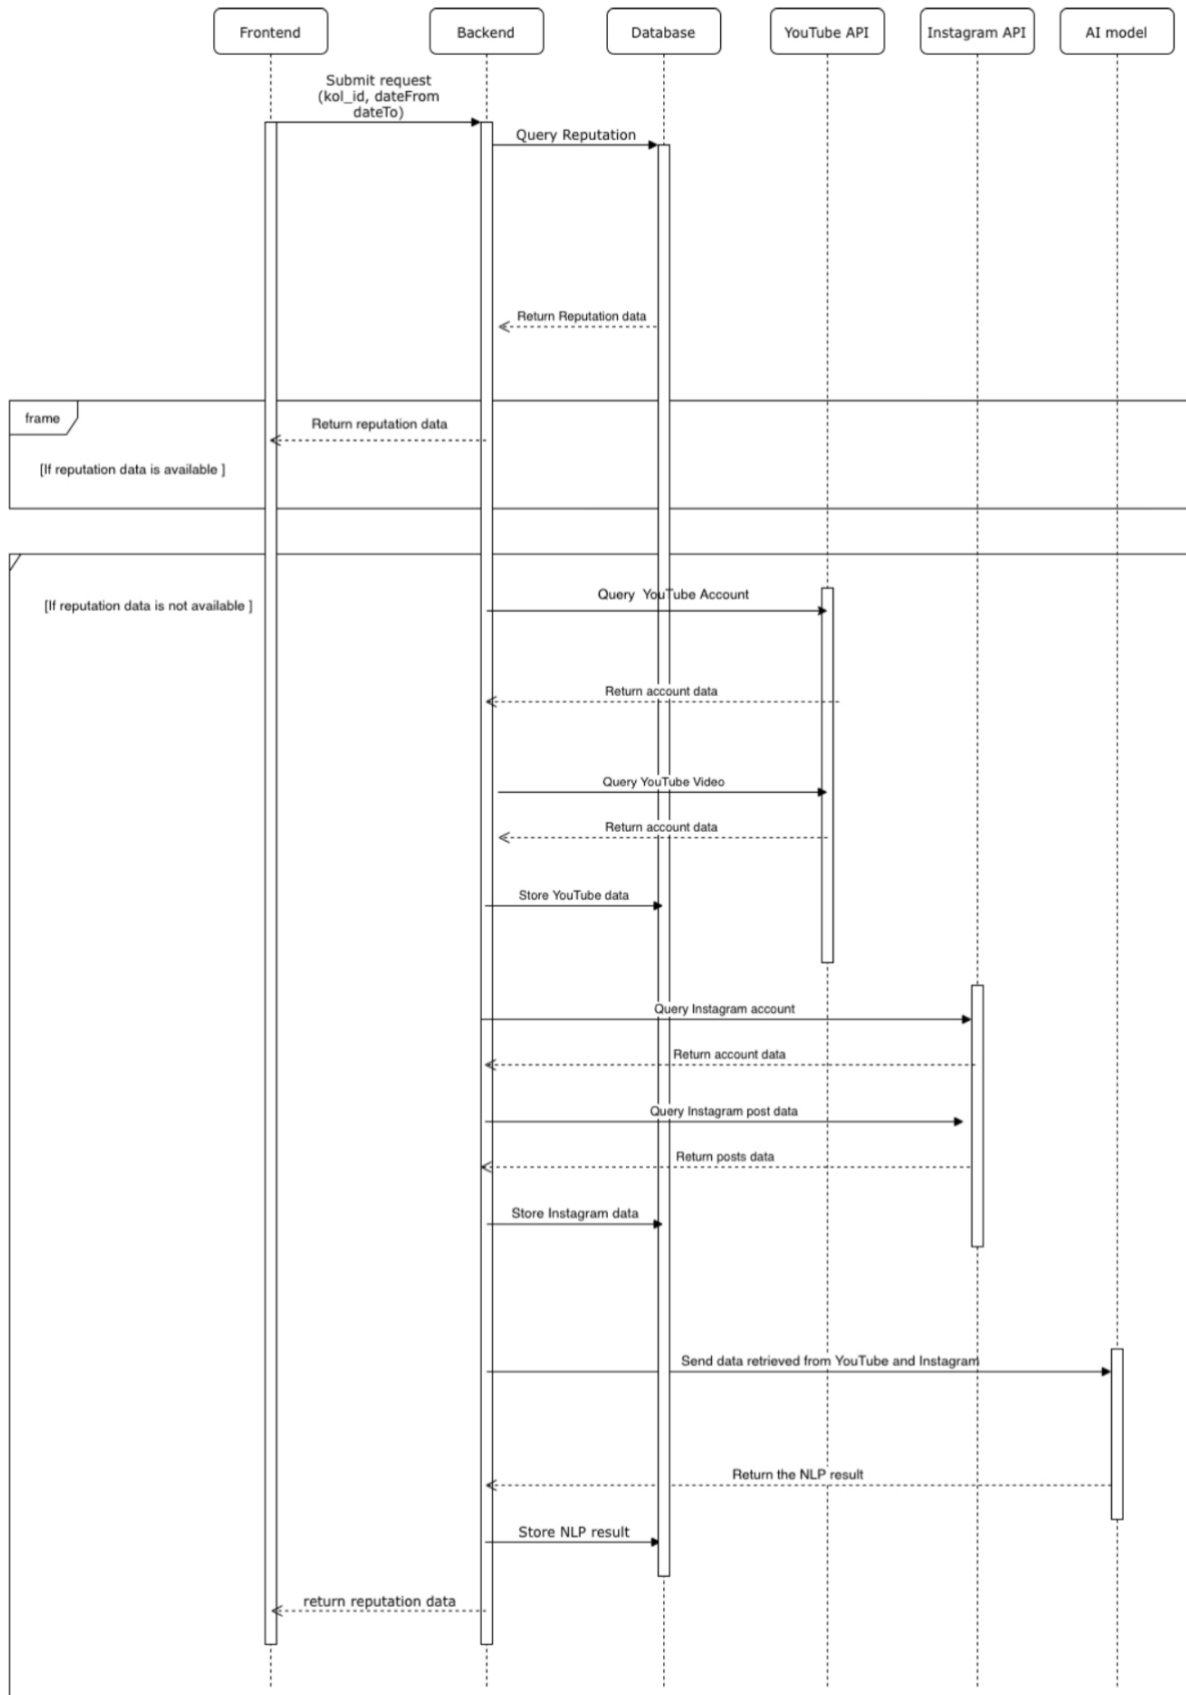 Frontend
Backend
Database
YouTube API
Instagram API
AI model
Submit request
(kol_id, dateFrom
dateTo)
Query Reputation
Return Reputation data
frame
Return reputation data
[If reputation data is available ]
Query  YouTube Account
[If reputation data is not available ]
Return account data
Query YouTube Video
Return account data
Store YouTube data
Query Instagram account
Return account data
Query Instagram post data
Return posts data
Store Instagram data
Send data retrieved from YouTube and Instagram
Return the NLP result
Store NLP result
return reputation data